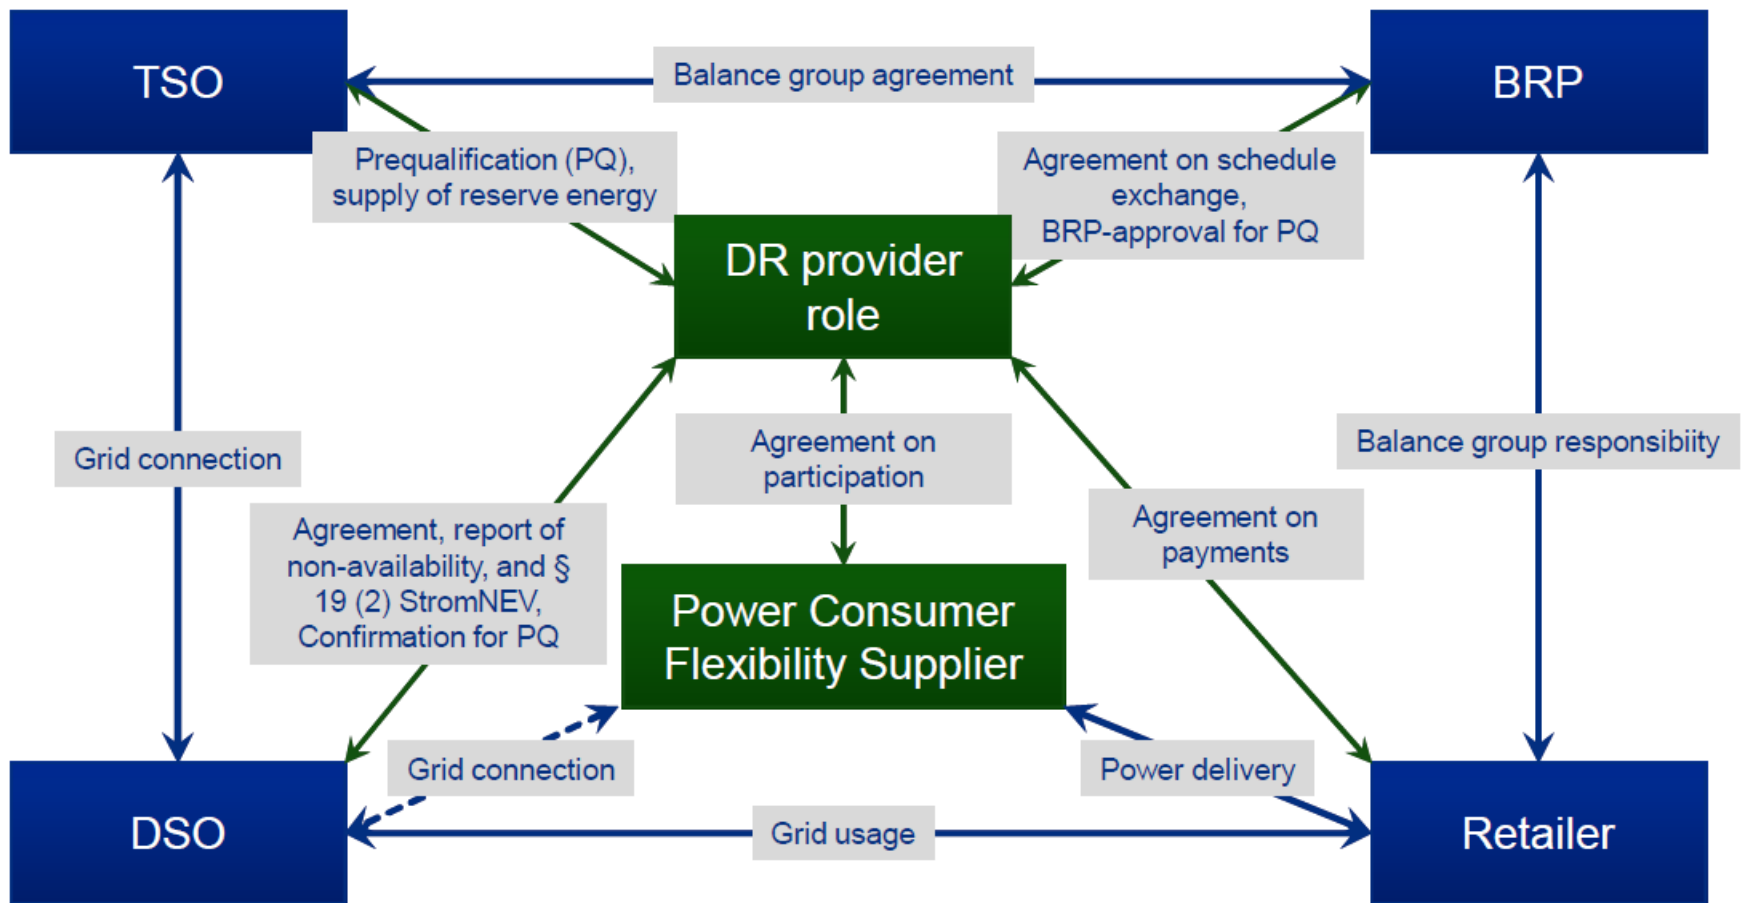 TSO
Balance group agreement
BRP
Prequalification (PQ),
supply of reserve energy
Agreement on schedule
exchange,
BRP-approval for PQ
DR provider
role
Grid connection
Agreement on
participation
Balance group responsibiity
Agreement, report of
non-availability, and §
19 (2) StromNEV,
Confirmation for PQ
Agreement on
payments
Power Consumer
Flexibility Supplier
Grid connection
Power delivery
DSO
Grid usage
Retailer